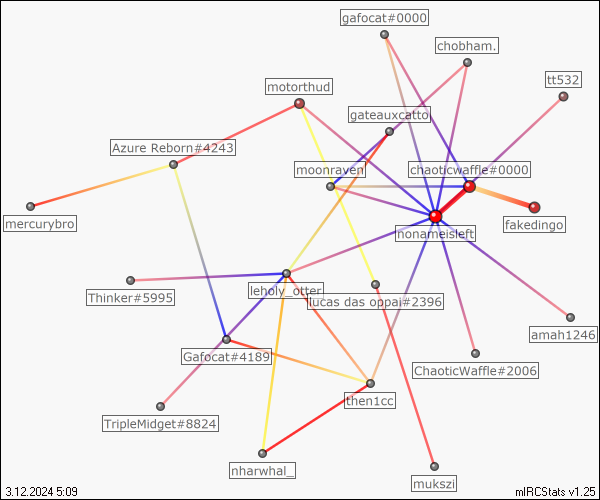 gafocat#0000
chobham.
tt532
motorthud
gateauxcatto
Azure Reborn#4243
moonraven
chaoticwaffle#0000
mercurybro
nonameisleft
fakedingo
Thinker#5995
leholy_otter
lucas das oppai#2396
amah1246
Gafocat#4189
ChaoticWaffle#2006
then1cc
TripleMidget#8824
nharwhal_
mukszi
3.12.2024 5:09
mIRCStats v1.25